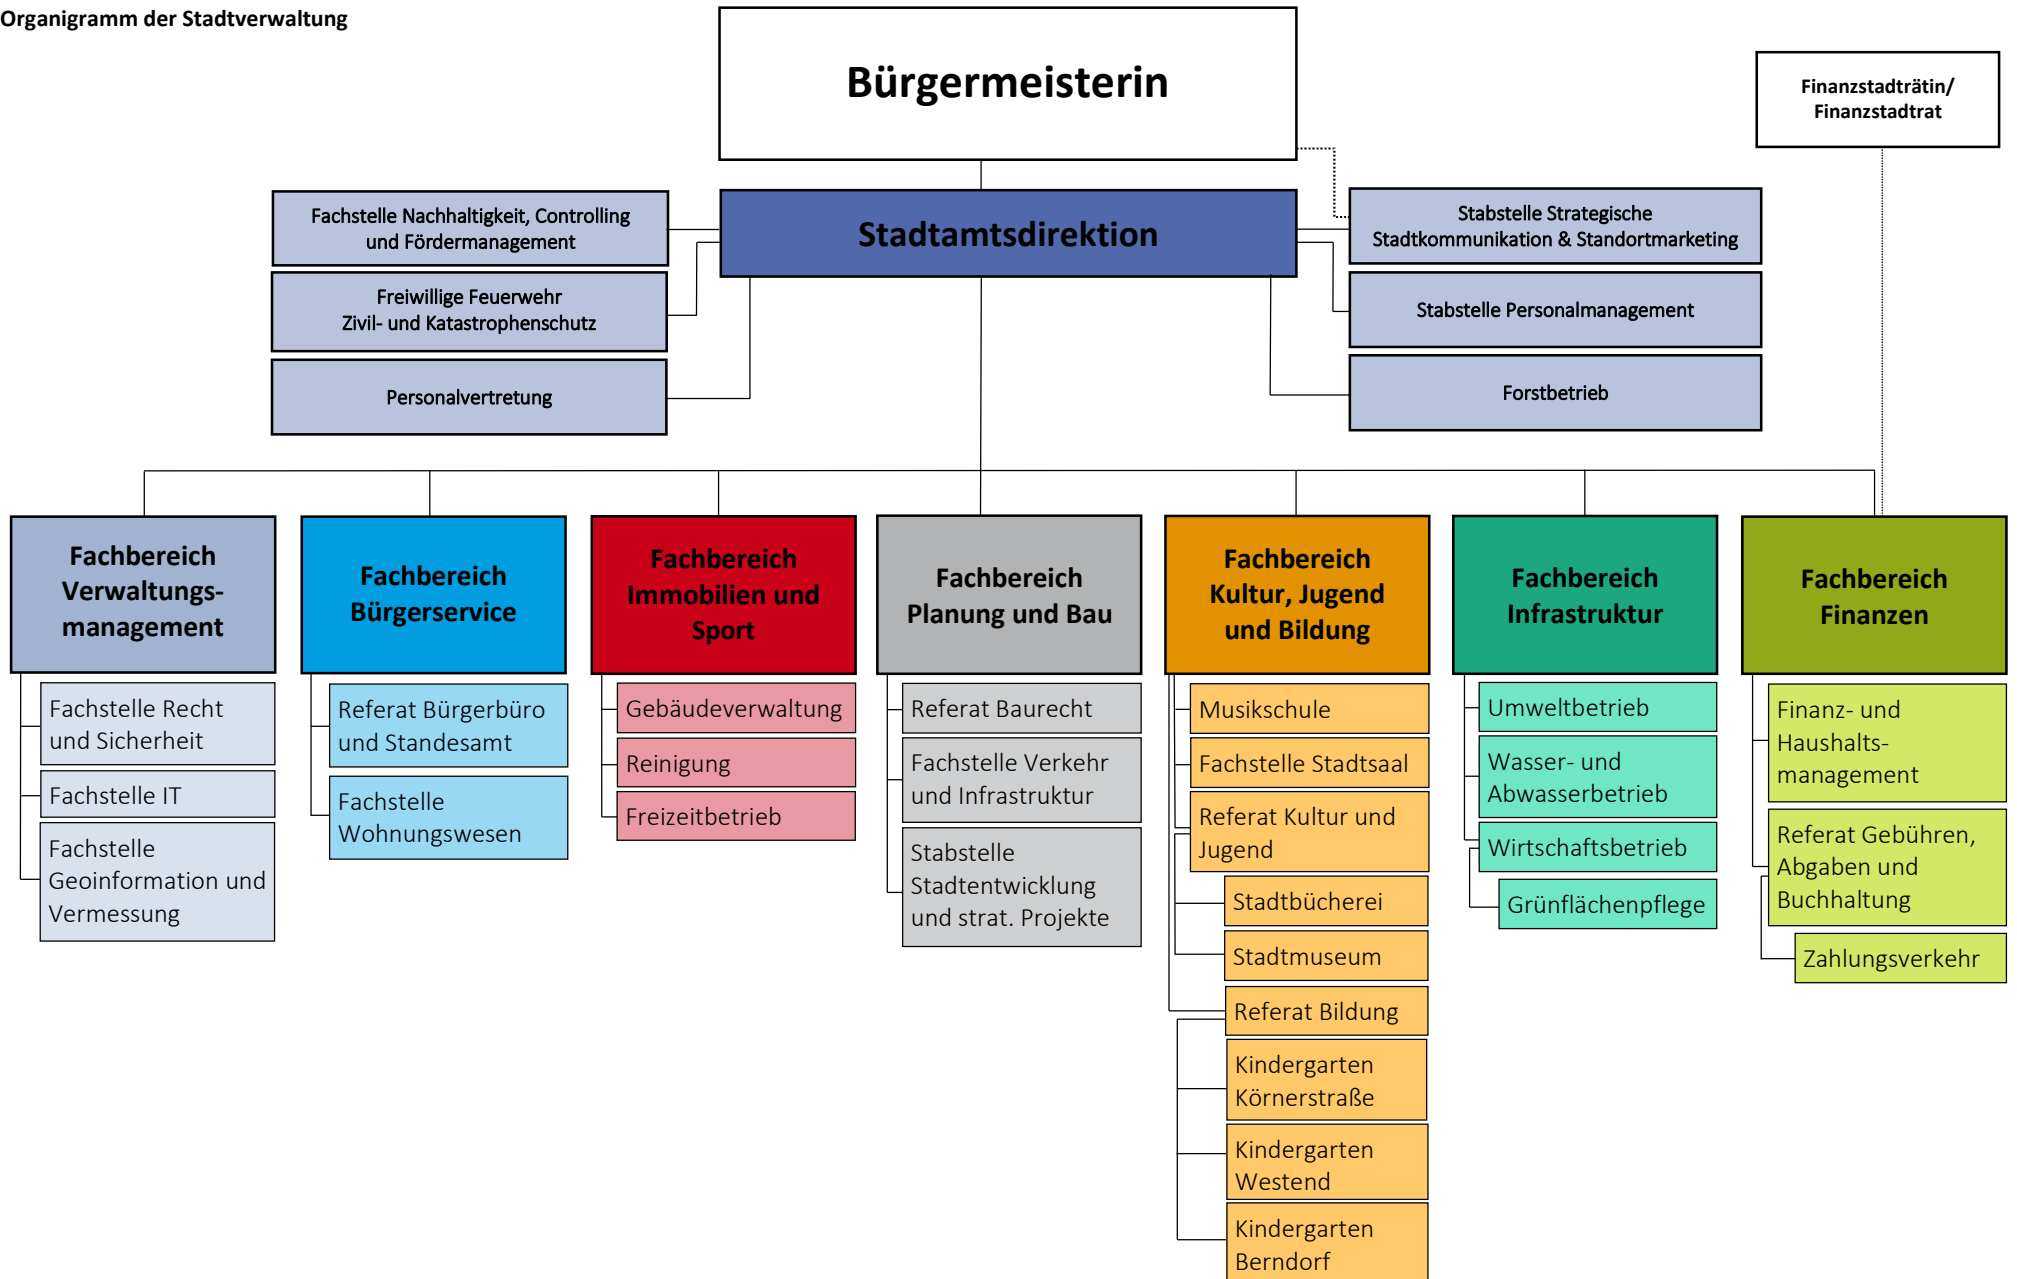 Organigramm der Stadtverwaltung
Bürgermeisterin
Finanzstadträtin/
Finanzstadtrat
Stadtamtsdirektion
Fachstelle Nachhaltigkeit, Controlling
und Fördermanagement
Freiwillige Feuerwehr
Zivil- und Katastrophenschutz
Personalvertretung
Stabstelle Strategische
Stadtkommunikation & Standortmarketing
Stabstelle Personalmanagement
Forstbetrieb
Fachbereich
Verwaltungs-
management
Fachstelle Recht
und Sicherheit
Fachstelle IT
Fachstelle
Geoinformation und
Vermessung
Fachbereich
Bürgerservice
Referat Bürgerbüro
und Standesamt
Fachstelle
Wohnungswesen
Fachbereich
Immobilien und
Sport
Gebäudeverwaltung
Reinigung
Freizeitbetrieb
Fachbereich
Planung und Bau
Referat Baurecht
Fachstelle Verkehr
und Infrastruktur
Stabstelle
Stadtentwicklung
und strat. Projekte
Fachbereich
Kultur, Jugend
und Bildung
Musikschule
Fachstelle Stadtsaal
Referat Kultur und
Jugend
Stadtbücherei
Stadtmuseum
Referat Bildung
Kindergarten
Körnerstraße
Kindergarten
Westend
Kindergarten
Berndorf
Fachbereich
Infrastruktur
Umweltbetrieb
Wasser- und
Abwasserbetrieb
Wirtschaftsbetrieb
Grünflächenpflege
Fachbereich
Finanzen
Finanz- und
Haushalts-
management
Referat Gebühren,
Abgaben und
Buchhaltung
Zahlungsverkehr